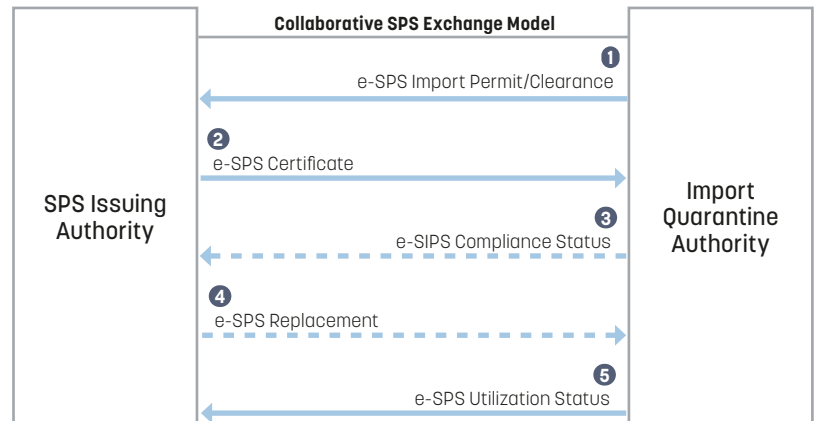 Collaborative SPS Exchange Model
1
e-SPS Import Permit/Clearance
2
e-SPS Certificate
SPS Issuing
Authority
Import
Quarantine
Authority
3
e-SIPS Compliance Status
4
e-SPS Replacement
5
e-SPS Utilization Status